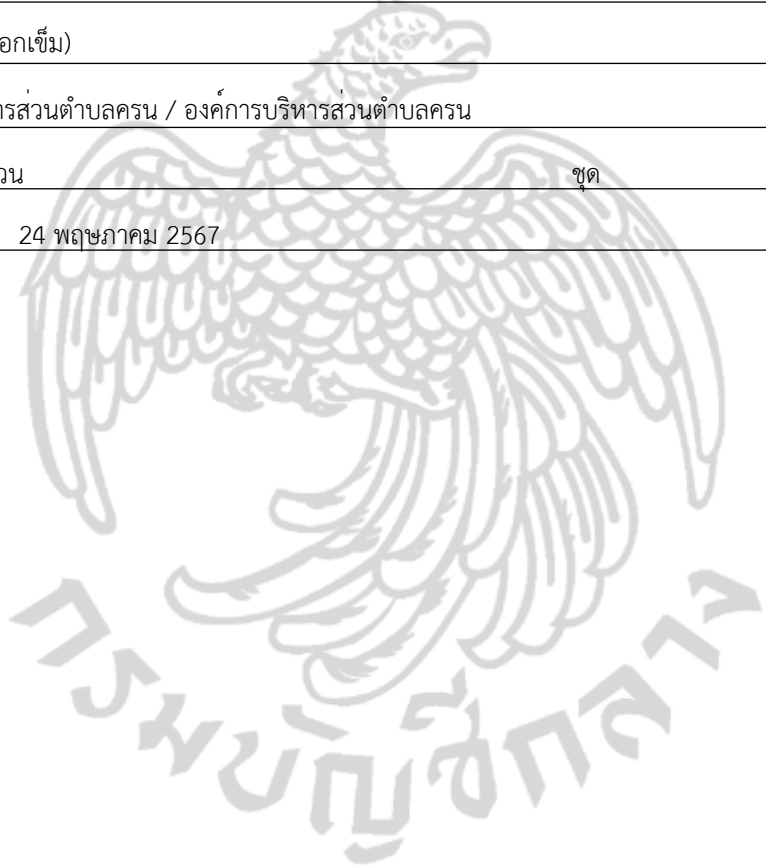 อกเข็ม)
ารส่วนตำบลครน / องค์การบริหารส่วนตำบลครน
วน ชุด
24 พฤษภาคม 2567
กรมบัญชีกลาง